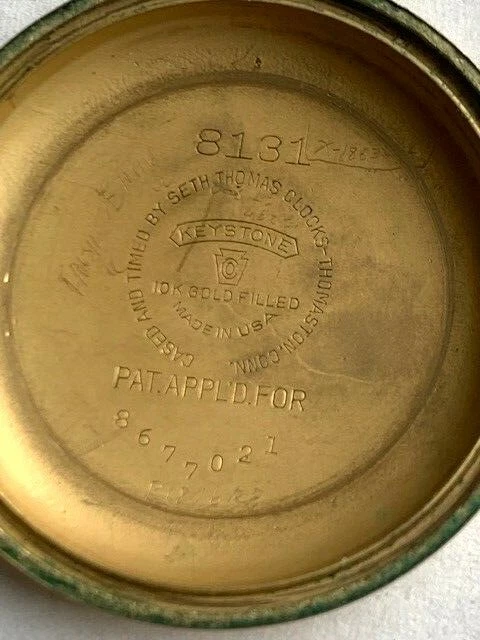 8131
CASED AND TIMED BY SETH THOMAS CLOCKS-THOMASTON, CONN.
KEYSTONE
10K GOLD FILLED
MADE IN USA
PAT. APPL'D. FOR
8677021